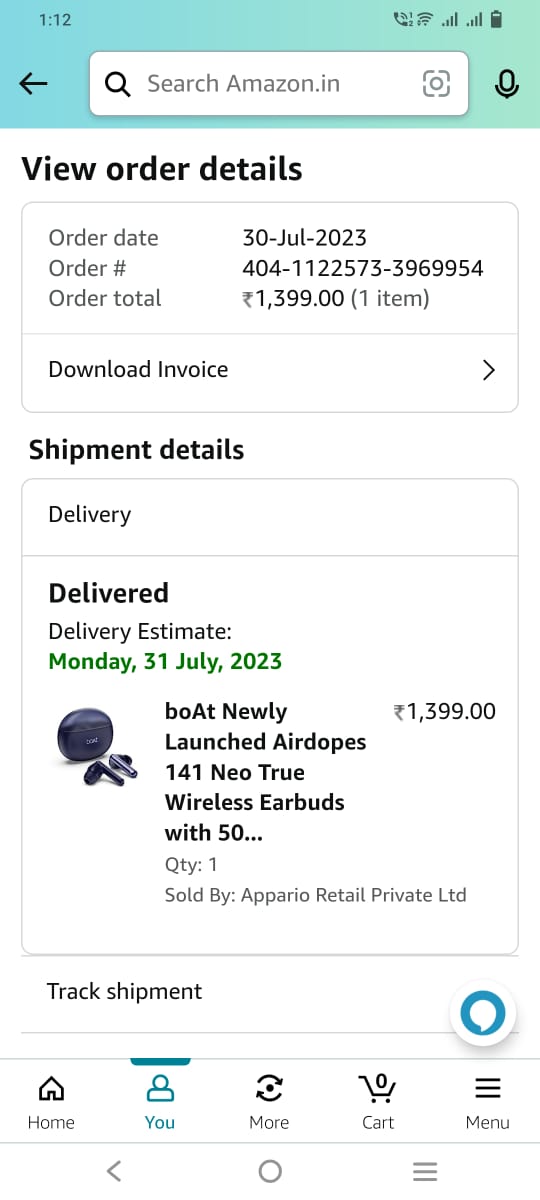 1:12
Search Amazon.in
View order details
Order date 30-Jul-2023
Order # 404-1122573-3969954
Order total ₹1,399.00 (1 item)
Download Invoice
Shipment details
Delivery
Delivered
Delivery Estimate:
Monday, 31 July, 2023
boAt Newly ₹1,399.00
Launched Airdopes
141 Neo True
Wireless Earbuds
with 50...
Qty: 1
Sold By: Appario Retail Private Ltd
boAt
Track shipment
0
Home You More Cart Menu